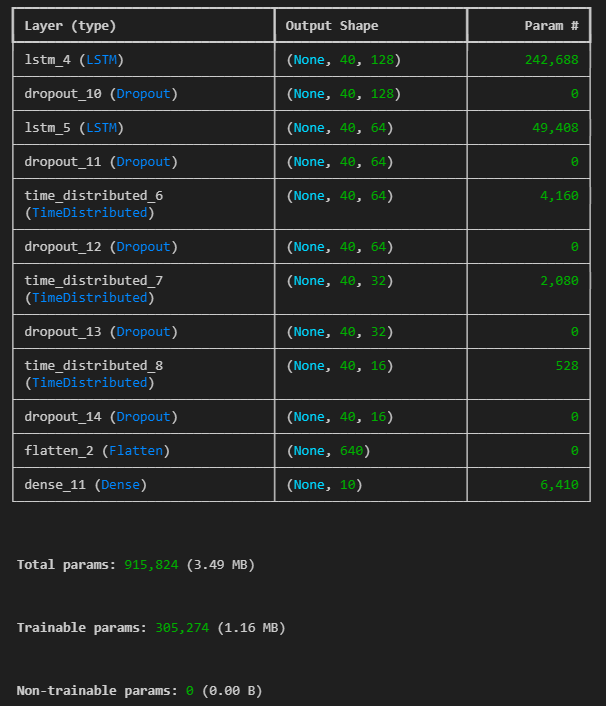 Layer (type) Output Shape Param #
lstm_4 (LSTM) (None, 40, 128) 242,688
dropout_10 (Dropout) (None, 40, 128) 0
lstm_5 (LSTM) (None, 40, 64) 49,408
dropout_11 (Dropout) (None, 40, 64) 0
time_distributed_6 (None, 40, 64) 4,160
(TimeDistributed)
dropout_12 (Dropout) (None, 40, 64) 0
time_distributed_7 (None, 40, 32) 2,080
(TimeDistributed)
dropout_13 (Dropout) (None, 40, 32) 0
time_distributed_8 (None, 40, 16) 528
(TimeDistributed)
dropout_14 (Dropout) (None, 40, 16) 0
flatten_2 (Flatten) (None, 640) 0
dense_11 (Dense) (None, 10) 6,410
Total params: 915,824 (3.49 MB)
Trainable params: 305,274 (1.16 MB)
Non-trainable params: 0 (0.00 B)